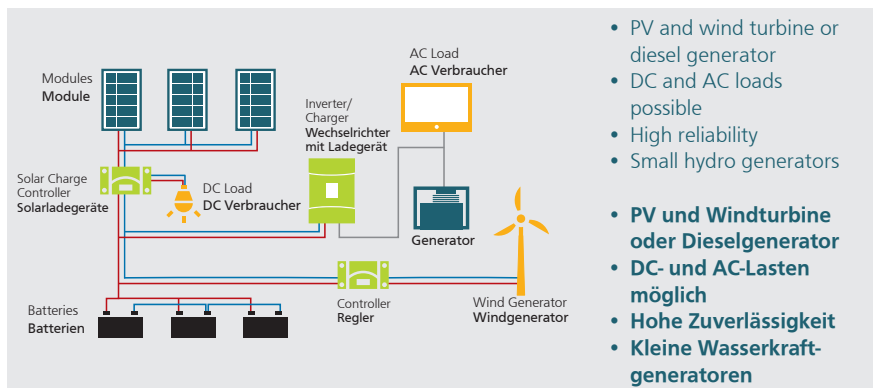 Modules
Module
AC Load
AC Verbraucher
Inverter/
Charger
Wechselrichter
mit Ladegerät
Solar Charge
Controller
Solarladegeräte
DC Load
DC Verbraucher
Generator
Controller
Regler
Wind Generator
Windgenerator
Batteries
Batterien
• PV and wind turbine or
diesel generator
• DC and AC loads
possible
• High reliability
• Small hydro generators
• PV und Windturbine
oder Dieselgenerator
• DC- und AC-Lasten
möglich
• Hohe Zuverlässigkeit
• Kleine Wasserkraft-
generatoren